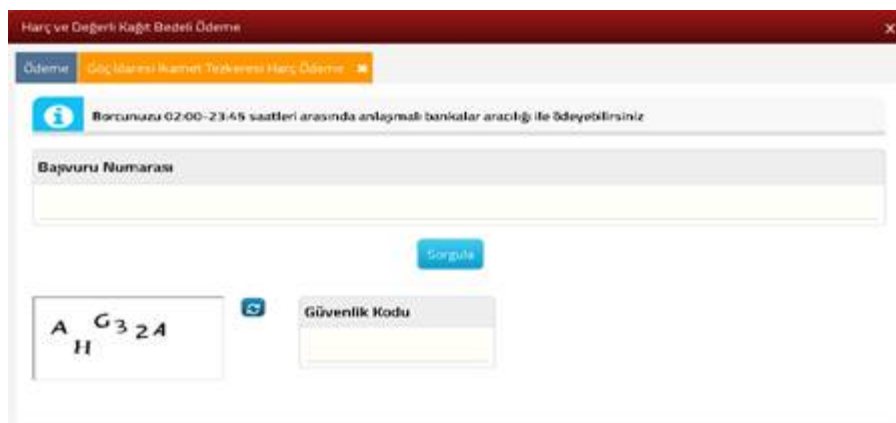 Harç ve Değerli Kağıt Bedeli Ödeme
Ödeme
Göç İdaresi İkamet Tezkeresi Harç Ödeme
Borcunuzu 02:00-23:45 saatleri arasında anlaşmalı bankalar aracılığı ile ödeyebilirsiniz
Başvuru Numarası
Sorgula
A H G 3 2 A
Güvenlik Kodu